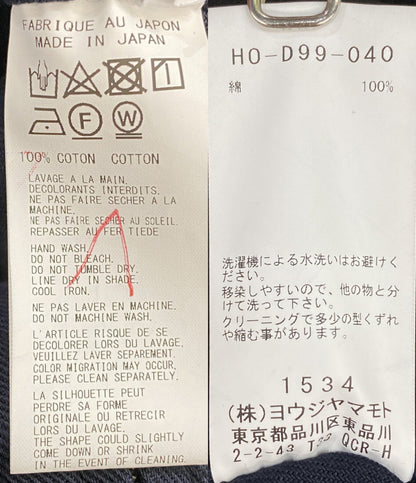 FABRIQUE AU JAPON
MADE IN JAPAN
100% COTON COTTON
LAVAGE A LA MAIN.
DECOLORANTS INTERDITS.
NE PAS FAIRE SECHER A LA
MACHINE.
NE PAS FAIRE SECHER AU SOLEIL.
REPASSER AU FER TIEDE
HAND WASH.
DO NOT BLEACH.
DO NOT TUMBLE DRY.
LINE DRY IN SHADE.
COOL IRON.
NE PAS LAVER EN MACHINE.
DO NOT MACHINE WASH.
L'ARTICLE RISQUE DE SE
DECOLORER LORS DU LAVAGE,
VEUILLEZ LAVER SEPAREMENT.
COLOR MIGRATION MAY OCCUR,
PLEASE CLEAN SEPARATELY.
LA SILHOUETTE PEUT
PERDRE SA FORME
ORIGINALE OU RETRECIR
LORS DU LAVAGE.
THE SHAPE COULD SLIGHTLY
COME DOWN OR SHRINK
IN THE EVENT OF CLEANING.
HO-D99-040
綿 100%
洗濯機による水洗いはお避けく
ださい。
移染しやすいので、他の物と分
けて洗って下さい。
クリーニングで多少の型くずれ
や縮む事があります。
1534
(株)ヨウジヤマモト
東京都品川区東品川
2-2-43 T33 QCR-H